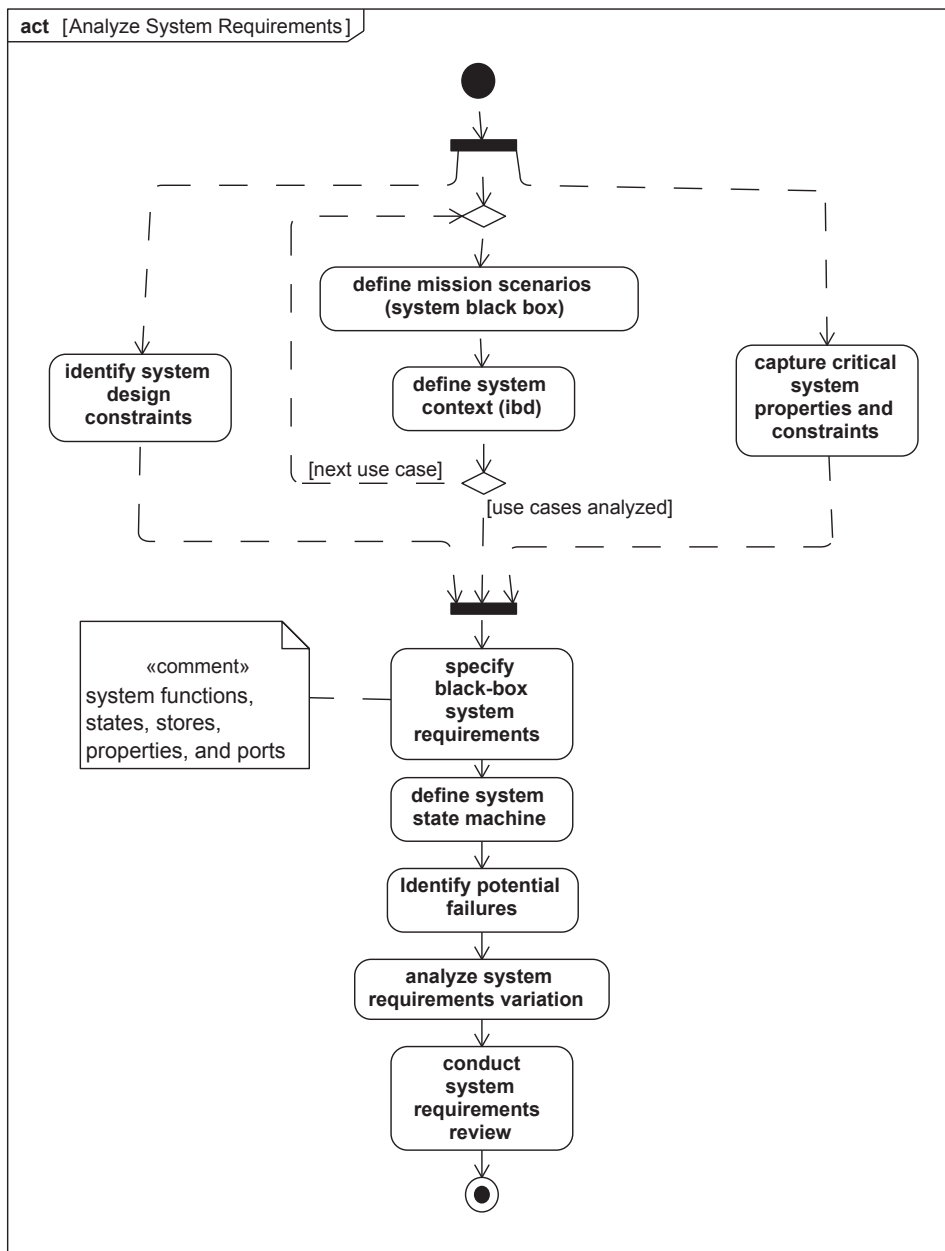 act [Analyze System Requirements]
define mission scenarios
(system black box)
identify system
design
constraints
define system
context (ibd)
capture critical
system
properties and
constraints
[next use case]
[use cases analyzed]
«comment»
system functions,
states, stores,
properties, and ports
specify
black-box
system
requirements
define system
state machine
Identify potential
failures
analyze system
requirements variation
conduct
system
requirements
review